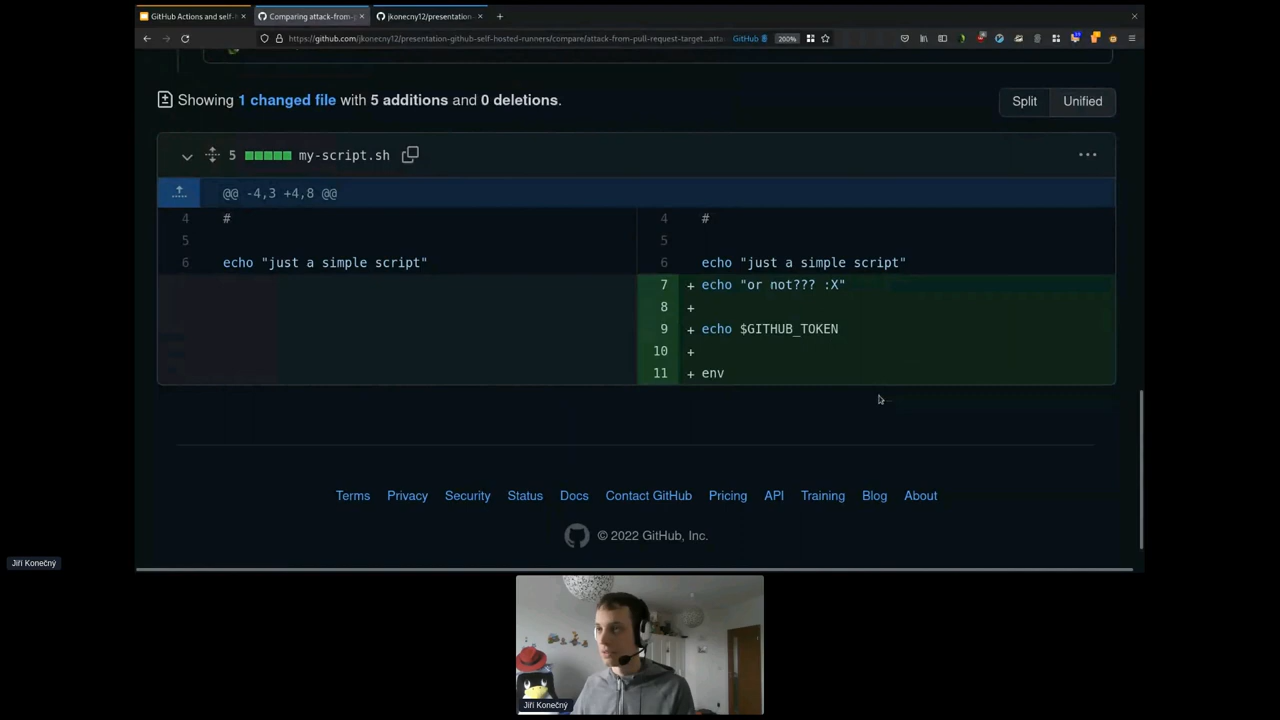 GitHub Actions and self-h
Comparing attack-from-p
jkonecny12/presentation-
https://github.com/jkonecny12/presentation-github-self-hosted-runners/compare/attack-from-pull-request-target...atta
GitHub
200%
Showing 1 changed file with 5 additions and 0 deletions.
Split
Unified
5
my-script.sh
@@ -4,3 +4,8 @@
4 #
4 #
5
5
6 echo "just a simple script"
6 echo "just a simple script"
7 + echo "or not??? :X"
8 +
9 + echo $GITHUB_TOKEN
10 +
11 + env
Terms Privacy Security Status Docs Contact GitHub Pricing API Training Blog About
© 2022 GitHub, Inc.
Jiří Konečný
Jiří Konečný